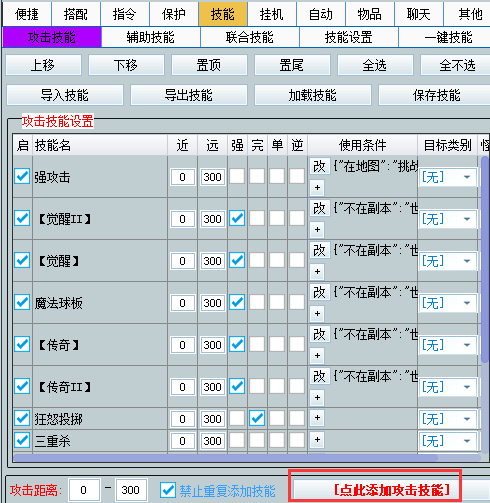 便捷 搭配 指令 保护 技能 挂机 自动 物品 聊天 其他
攻击技能 辅助技能 联合技能 技能设置 一键技能
上移 下移 置顶 置尾 全选 全不选
导入技能 导出技能 加载技能 保存技能
攻击技能设置
启 技能名 近 远 强 完 单 逆 使用条件 目标类别 怪
强攻击 0 300 改 {"在地图":"挑战 [无]
+
【觉醒II】 0 300 改 {"不在副本":"世 [无]
+
【觉醒】 0 300 改 {"不在副本":"世 [无]
+
魔法球板 0 300 改 {"不在副本":"世 [无]
+
【传奇】 0 300 改 {"不在副本":"世 [无]
+
【传奇II】 0 300 改 {"不在副本":"世 [无]
+
狂怒投掷 0 300 + [无]
三重杀 0 300 + [无]
攻击距离: 0 - 300 禁止重复添加技能 [点此添加攻击技能]